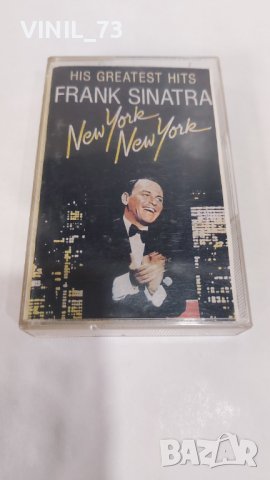 VINIL_73
HIS GREATEST HITS
FRANK SINATRA
New York
New York
BAZAR